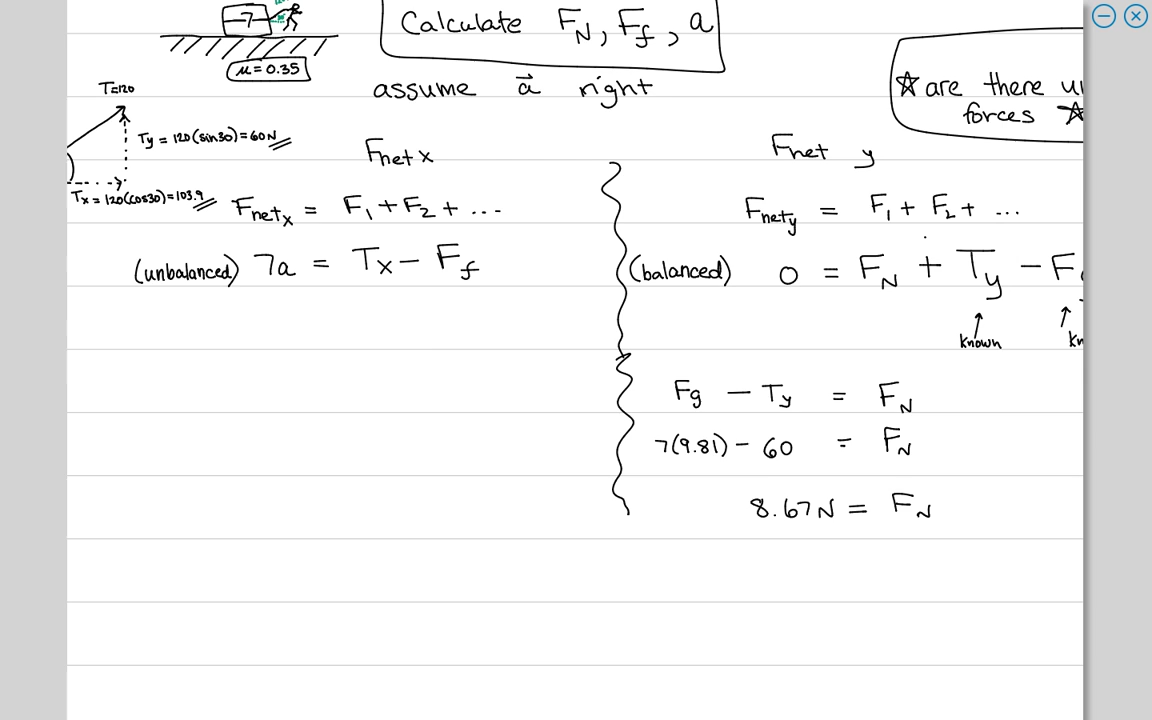 7
Calculate F_N, F_f, a
μ = 0.35
assume a⃗ right
☆ are there
forces ☆
T=120
Ty = 120(sin30) = 60N
Tx = 120(cos30) = 103.9
Fnet x
Fnet y
Fnet_x = F₁ + F₂ + ...
Fnet_y = F₁ + F₂ + ...
(unbalanced) 7a = Tx - F_f
(balanced) 0 = F_N + Ty - F
known
Fg - Ty = F_N
7(9.81) - 60 = F_N
8.67N = F_N